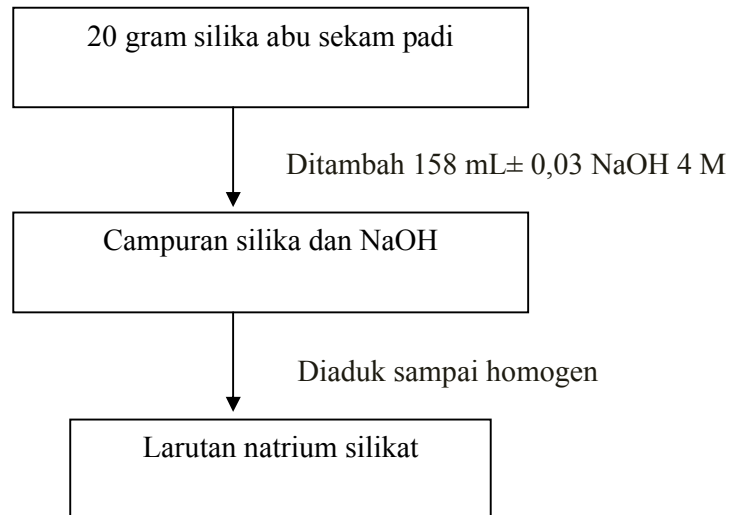 20 gram silika abu sekam padi
Ditambah 158 mL± 0,03 NaOH 4 M
Campuran silika dan NaOH
Diaduk sampai homogen
Larutan natrium silikat